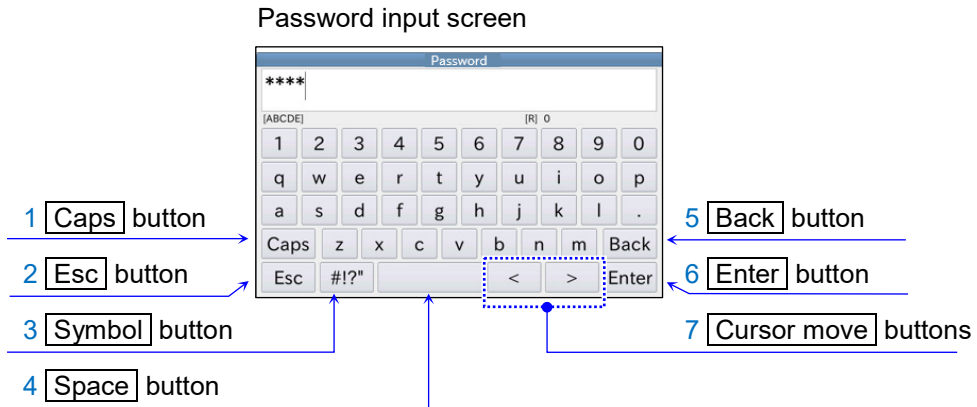 Password input screen
Password
****
[ABCDE] [R] 0
1 2 3 4 5 6 7 8 9 0
q w e r t y u i o p
a s d f g h j k l .
Caps z x c v b n m Back
Esc #!?" < > Enter
1 Caps button
2 Esc button
3 Symbol button
4 Space button
5 Back button
6 Enter button
7 Cursor move buttons